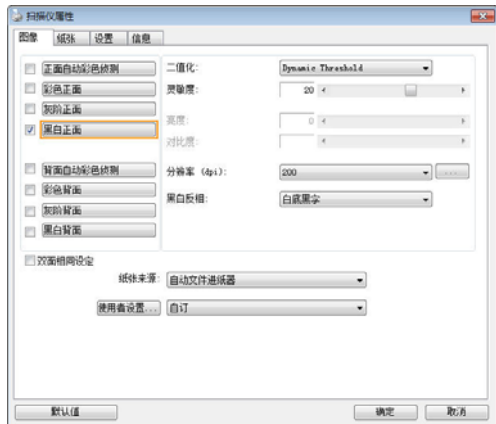 扫描仪属性
图像 纸张 设置 信息
正面自动彩色侦测
彩色正面
灰阶正面
黑白正面
背面自动彩色侦测
彩色背面
灰阶背面
黑白背面
二值化: Dynamic Threshold
灵敏度: 20
亮度: 0
对比度:
分辨率 (dpi): 200 ...
黑白反相: 白底黑字
双面相同设定
纸张来源: 自动文件进纸器
使用者设置... 自订
默认值 确定 取消